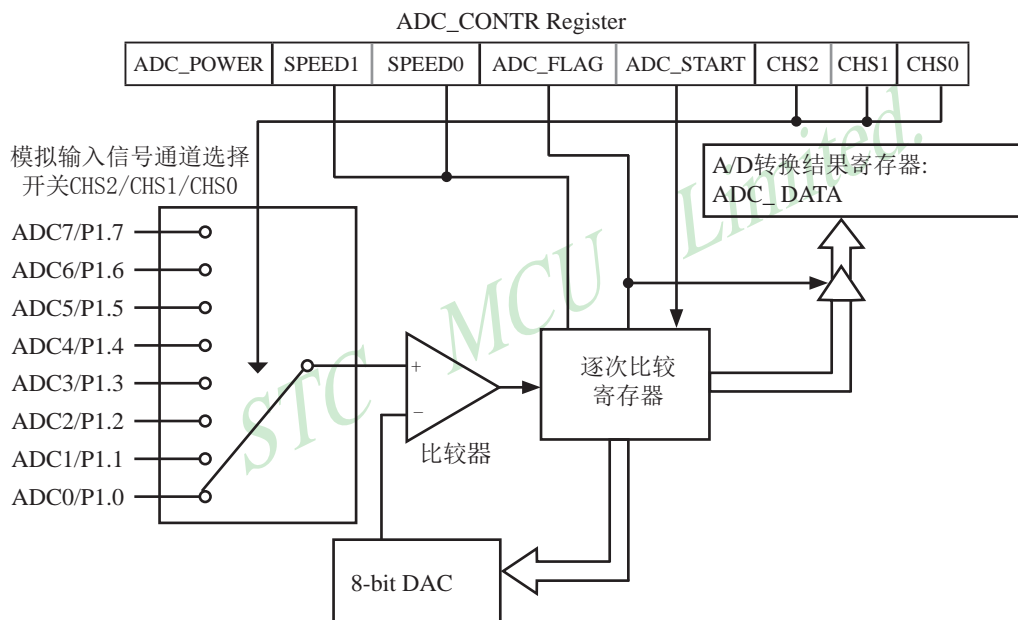 ADC_CONTR Register
ADC_POWER SPEED1 SPEED0 ADC_FLAG ADC_START CHS2 CHS1 CHS0
模拟输入信号通道选择
开关CHS2/CHS1/CHS0
A/D转换结果寄存器:
ADC_ DATA
ADC7/P1.7
ADC6/P1.6
ADC5/P1.5
ADC4/P1.4
ADC3/P1.3
ADC2/P1.2
ADC1/P1.1
ADC0/P1.0
+
−
比较器
逐次比较
寄存器
8-bit DAC
STC MCU Limited.